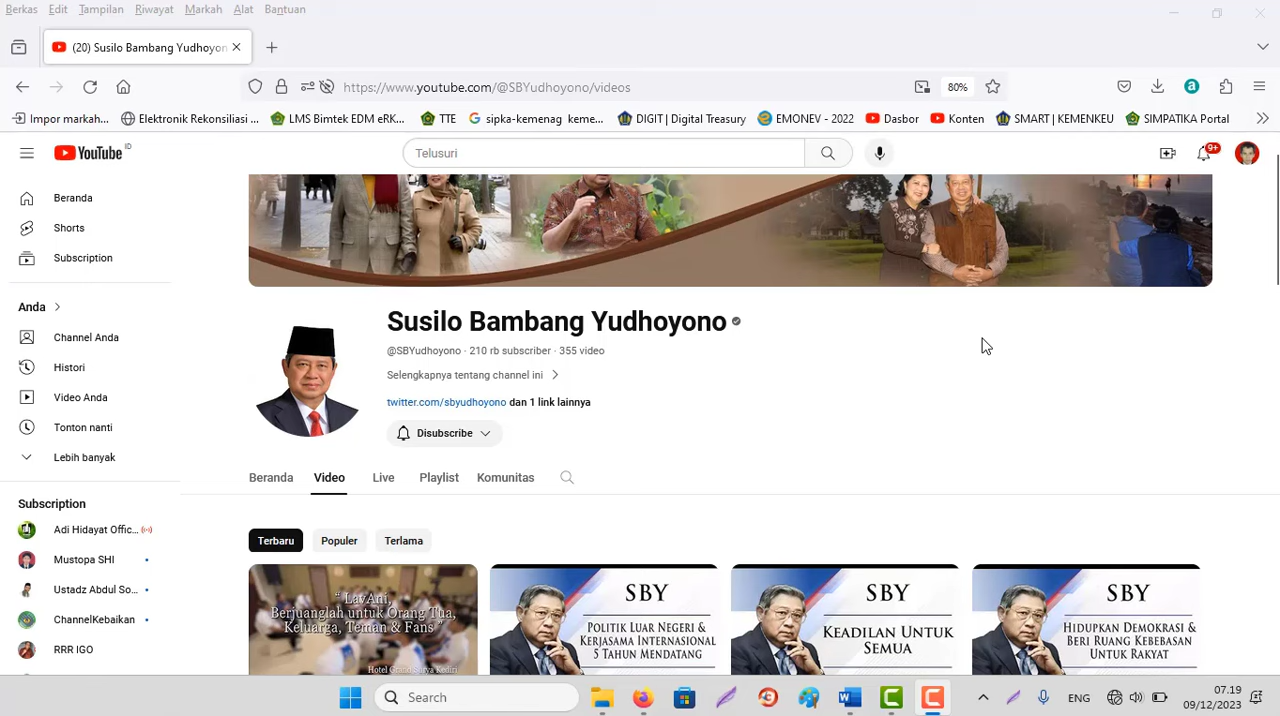 Berkas Edit Tampilan Riwayat Markah Alat Bantuan
(20) Susilo Bambang Yudhoyon
https://www.youtube.com/@SBYudhoyono/videos
80%
Impor markah... Elektronik Rekonsiliasi ... LMS Bimtek EDM eRK... TTE sipka-kemenag keme... DIGIT | Digital Treasury EMONEV - 2022 Dasbor Konten SMART | KEMENKEU SIMPATIKA Portal
YouTube ID
Telusuri
9+
Beranda
Shorts
Subscription
Anda
Channel Anda
Histori
Video Anda
Tonton nanti
Lebih banyak
Subscription
Adi Hidayat Offic...
Mustopa SHI
Ustadz Abdul So...
ChannelKebaikan
RRR IGO
Susilo Bambang Yudhoyono
@SBYudhoyono · 210 rb subscriber · 355 video
Selengkapnya tentang channel ini
twitter.com/sbyudhoyono dan 1 link lainnya
Disubscribe
Beranda Video Live Playlist Komunitas
Terbaru Populer Terlama
“ LavAni,
Berjuanglah untuk Orang Tua,
Keluarga, Teman & Fans ”
Hotel Grand Surya Kediri
SBY
POLITIK LUAR NEGERI &
KERJASAMA INTERNASIONAL
5 TAHUN MENDATANG
SBY
KEADILAN UNTUK
SEMUA
SBY
HIDUPKAN DEMOKRASI &
BERI RUANG KEBEBASAN
UNTUK RAKYAT
Search
ENG
07.19
09/12/2023